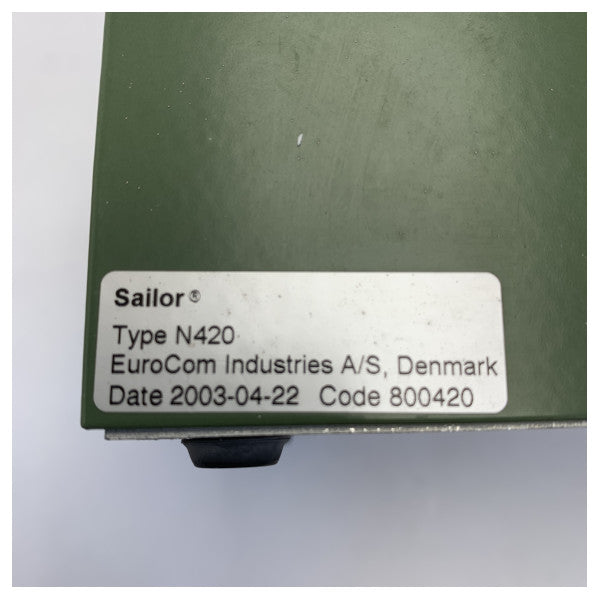 Sailor®
Type N420
EuroCom Industries A/S, Denmark
Date 2003-04-22 Code 800420